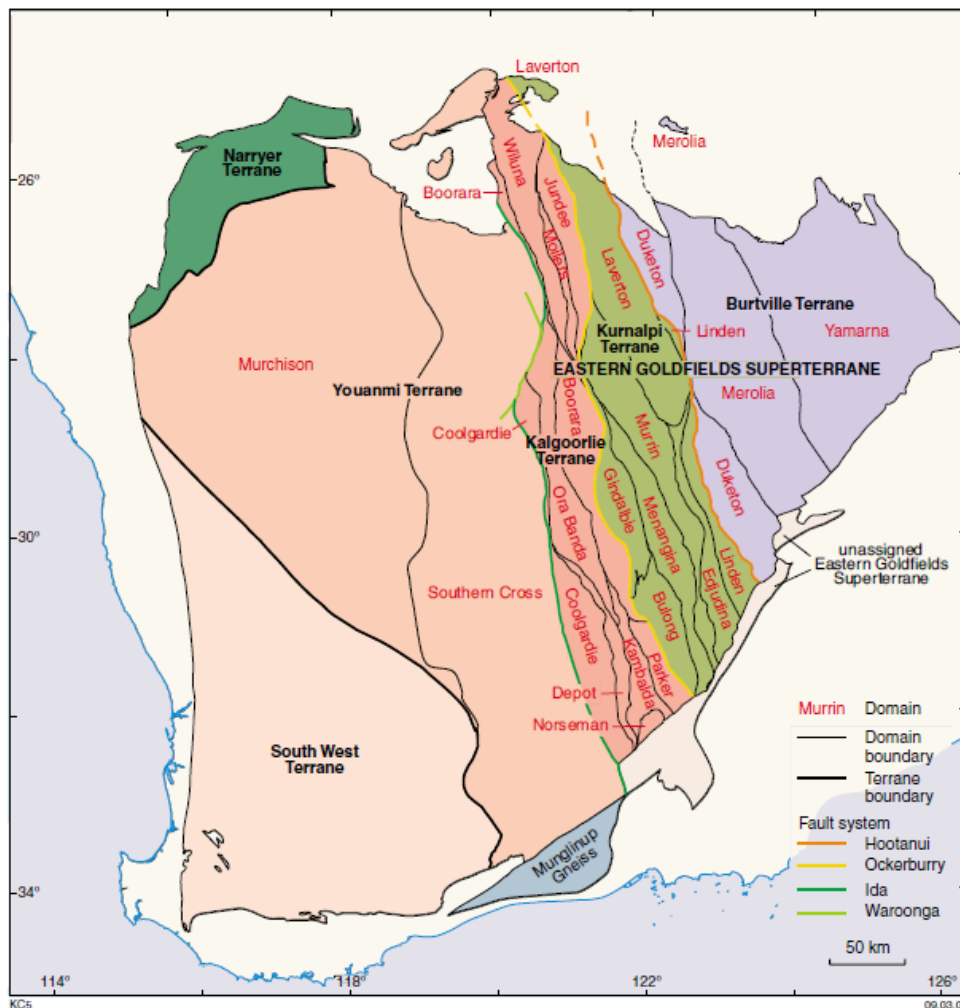 Laverton
Narryer
Terrane
Merolia
26°
Wiluna
Boorara
Jundee
Moilers
Duketon
Laverton
Burtville Terrane
Kurnalpi
Terrane
Linden
Yamarna
Murchison
EASTERN GOLDFIELDS SUPERTERRANE
Youanmi Terrane
Merolia
Boorara
Coolgardie
Kalgoorlie
Terrane
Murrin
Gindalbie
Duketon
Ora Banda
Menangina
30°
unassigned
Eastern Goldfields
Superterrane
Linden
Edjudina
Southern Cross
Coolgardie
Bulong
Parker
Kambalda
Depot
Norseman
South West
Terrane
Murrin Domain
Domain
boundary
Terrane
boundary
Fault system
Hootanui
Ockerburry
Ida
Waroonga
Munglinup
Gneiss
34°
50 km
114° 118° 122° 126°
KC5 09.03.0